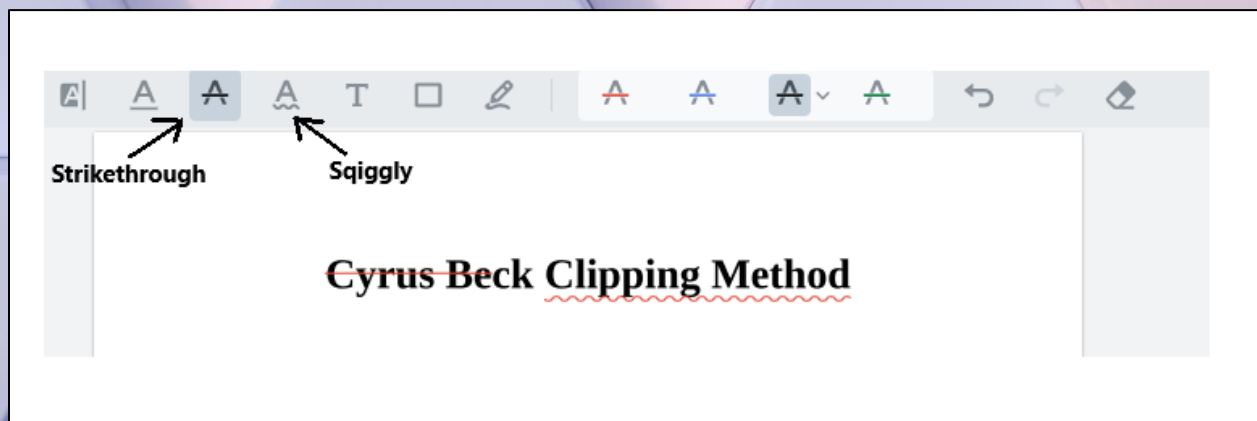 A A A A T A A A A
Strikethrough Sqiggly
Cyrus Beck Clipping Method